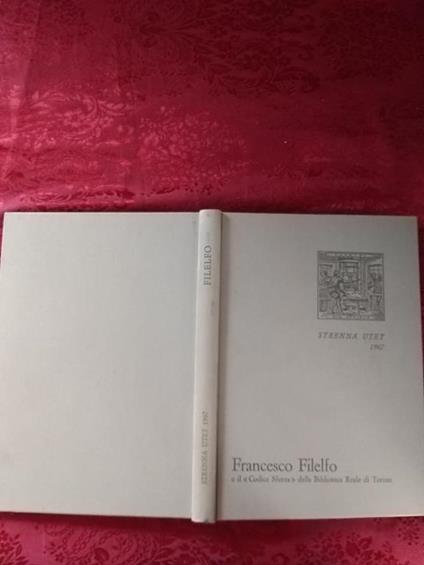 FILELFO
STRENNA UTET 1967
STRENNA UTET
1967
Francesco Filelfo
e il « Codice Sforza » della Biblioteca Reale di Torino